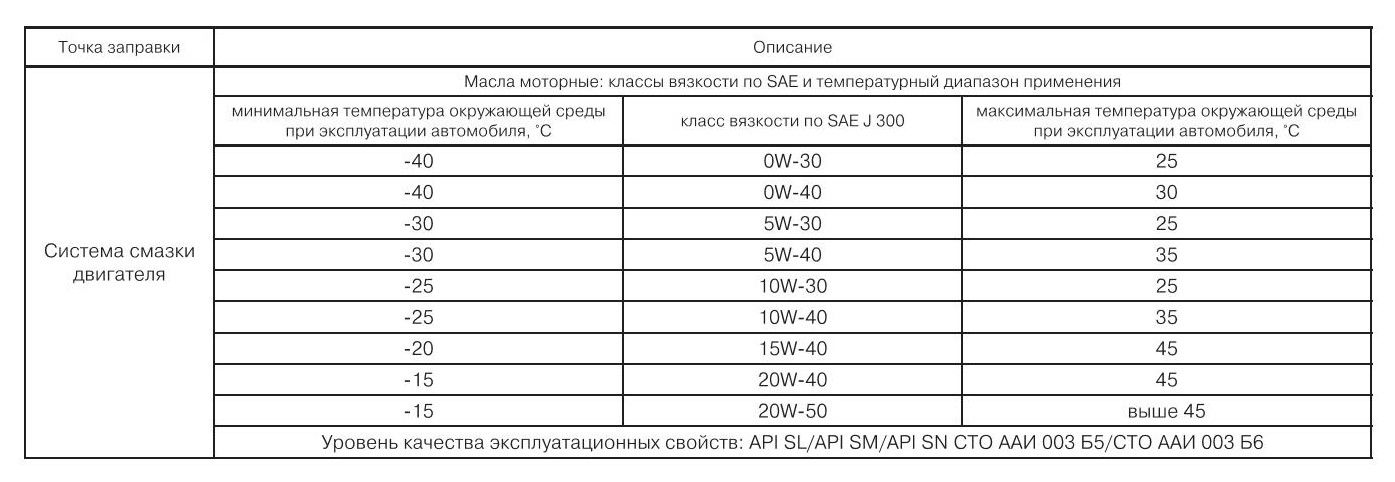 Точка заправки
Описание
Масла моторные: классы вязкости по SAE и температурный диапазон применения
минимальная температура окружающей среды
при эксплуатации автомобиля, ˚С
класс вязкости по SAE J 300
максимальная температура окружающей среды
при эксплуатации автомобиля, ˚С
-40 0W-30 25
-40 0W-40 30
-30 5W-30 25
-30 5W-40 35
Система смазки
двигателя
-25 10W-30 25
-25 10W-40 35
-20 15W-40 45
-15 20W-40 45
-15 20W-50 выше 45
Уровень качества эксплуатационных свойств: API SL/API SM/API SN СТО ААИ 003 Б5/СТО ААИ 003 Б6